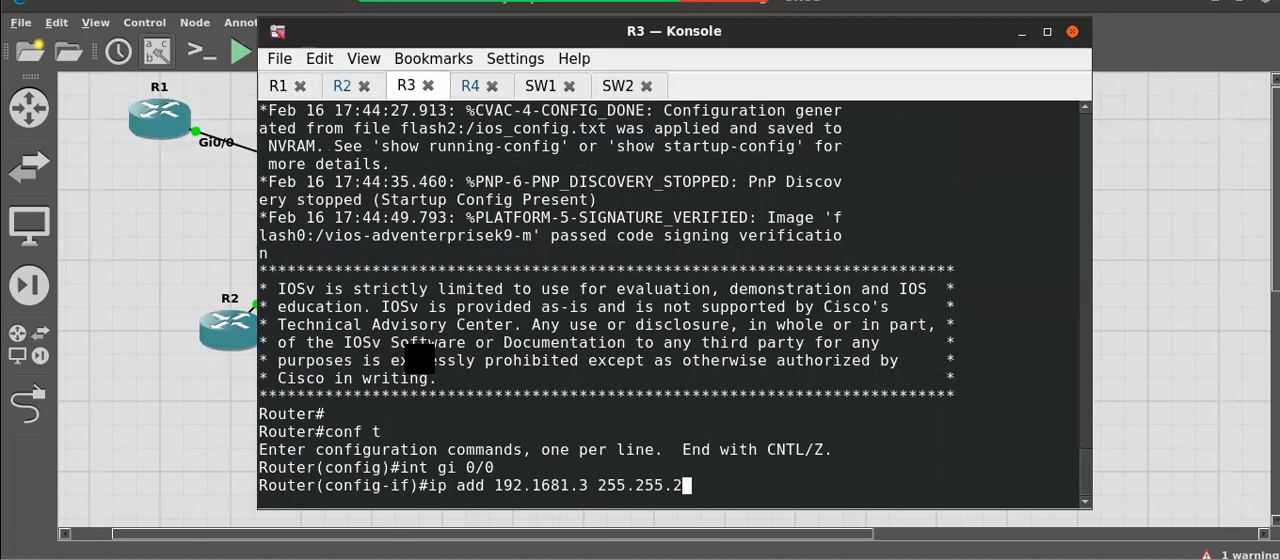 File Edit View Control Node Annot
R3 — Konsole
File Edit View Bookmarks Settings Help
R1 R2 R3 R4 SW1 SW2
R1
Gi0/0
R2
*Feb 16 17:44:27.913: %CVAC-4-CONFIG_DONE: Configuration gener
ated from file flash2:/ios_config.txt was applied and saved to
NVRAM. See 'show running-config' or 'show startup-config' for
more details.
*Feb 16 17:44:35.460: %PNP-6-PNP_DISCOVERY_STOPPED: PnP Discov
ery stopped (Startup Config Present)
*Feb 16 17:44:49.793: %PLATFORM-5-SIGNATURE_VERIFIED: Image 'f
lash0:/vios-adventerprisek9-m' passed code signing verificatio
n
**************************************************************************
* IOSv is strictly limited to use for evaluation, demonstration and IOS *
* education. IOSv is provided as-is and is not supported by Cisco's *
* Technical Advisory Center. Any use or disclosure, in whole or in part, *
* of the IOSv Software or Documentation to any third party for any *
* purposes is expressly prohibited except as otherwise authorized by *
* Cisco in writing. *
**************************************************************************
Router#
Router#conf t
Enter configuration commands, one per line. End with CNTL/Z.
Router(config)#int gi 0/0
Router(config-if)#ip add 192.1681.3 255.255.2
1 warning